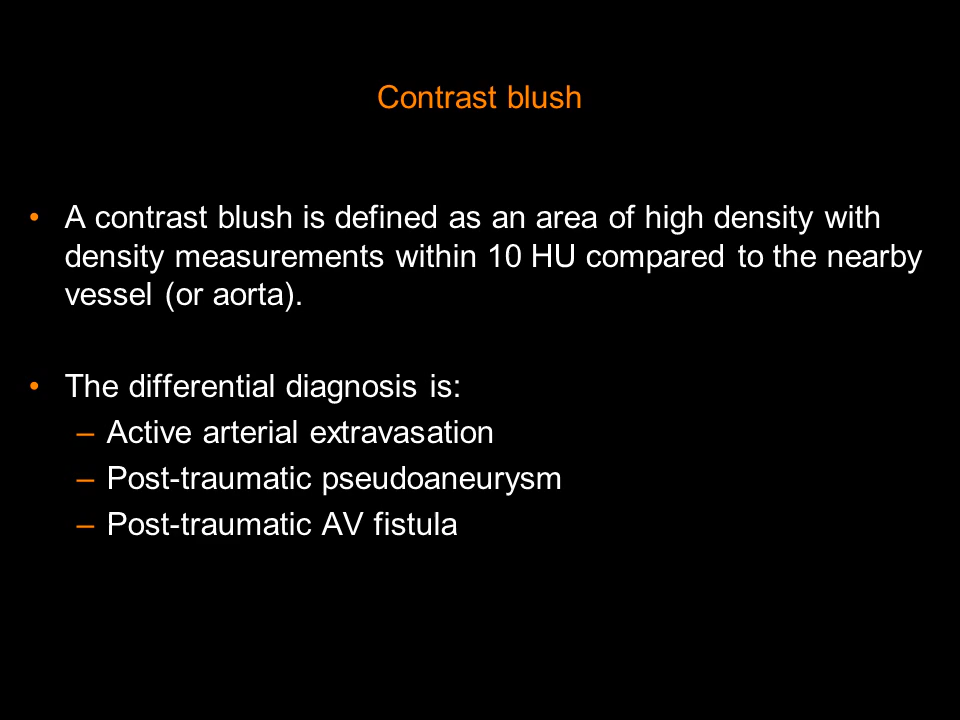 Contrast blush
• A contrast blush is defined as an area of high density with
density measurements within 10 HU compared to the nearby
vessel (or aorta).
• The differential diagnosis is:
– Active arterial extravasation
– Post-traumatic pseudoaneurysm
– Post-traumatic AV fistula